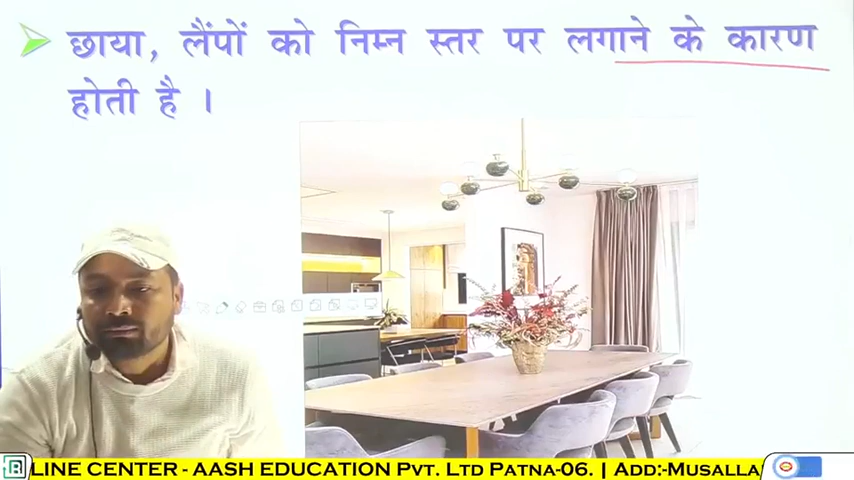 छाया, लैंपों को निम्न स्तर पर लगाने के कारण
होती है ।
LINE CENTER - AASH EDUCATION PVT. LTD PATNA-06. | ADD:-MUSALLA